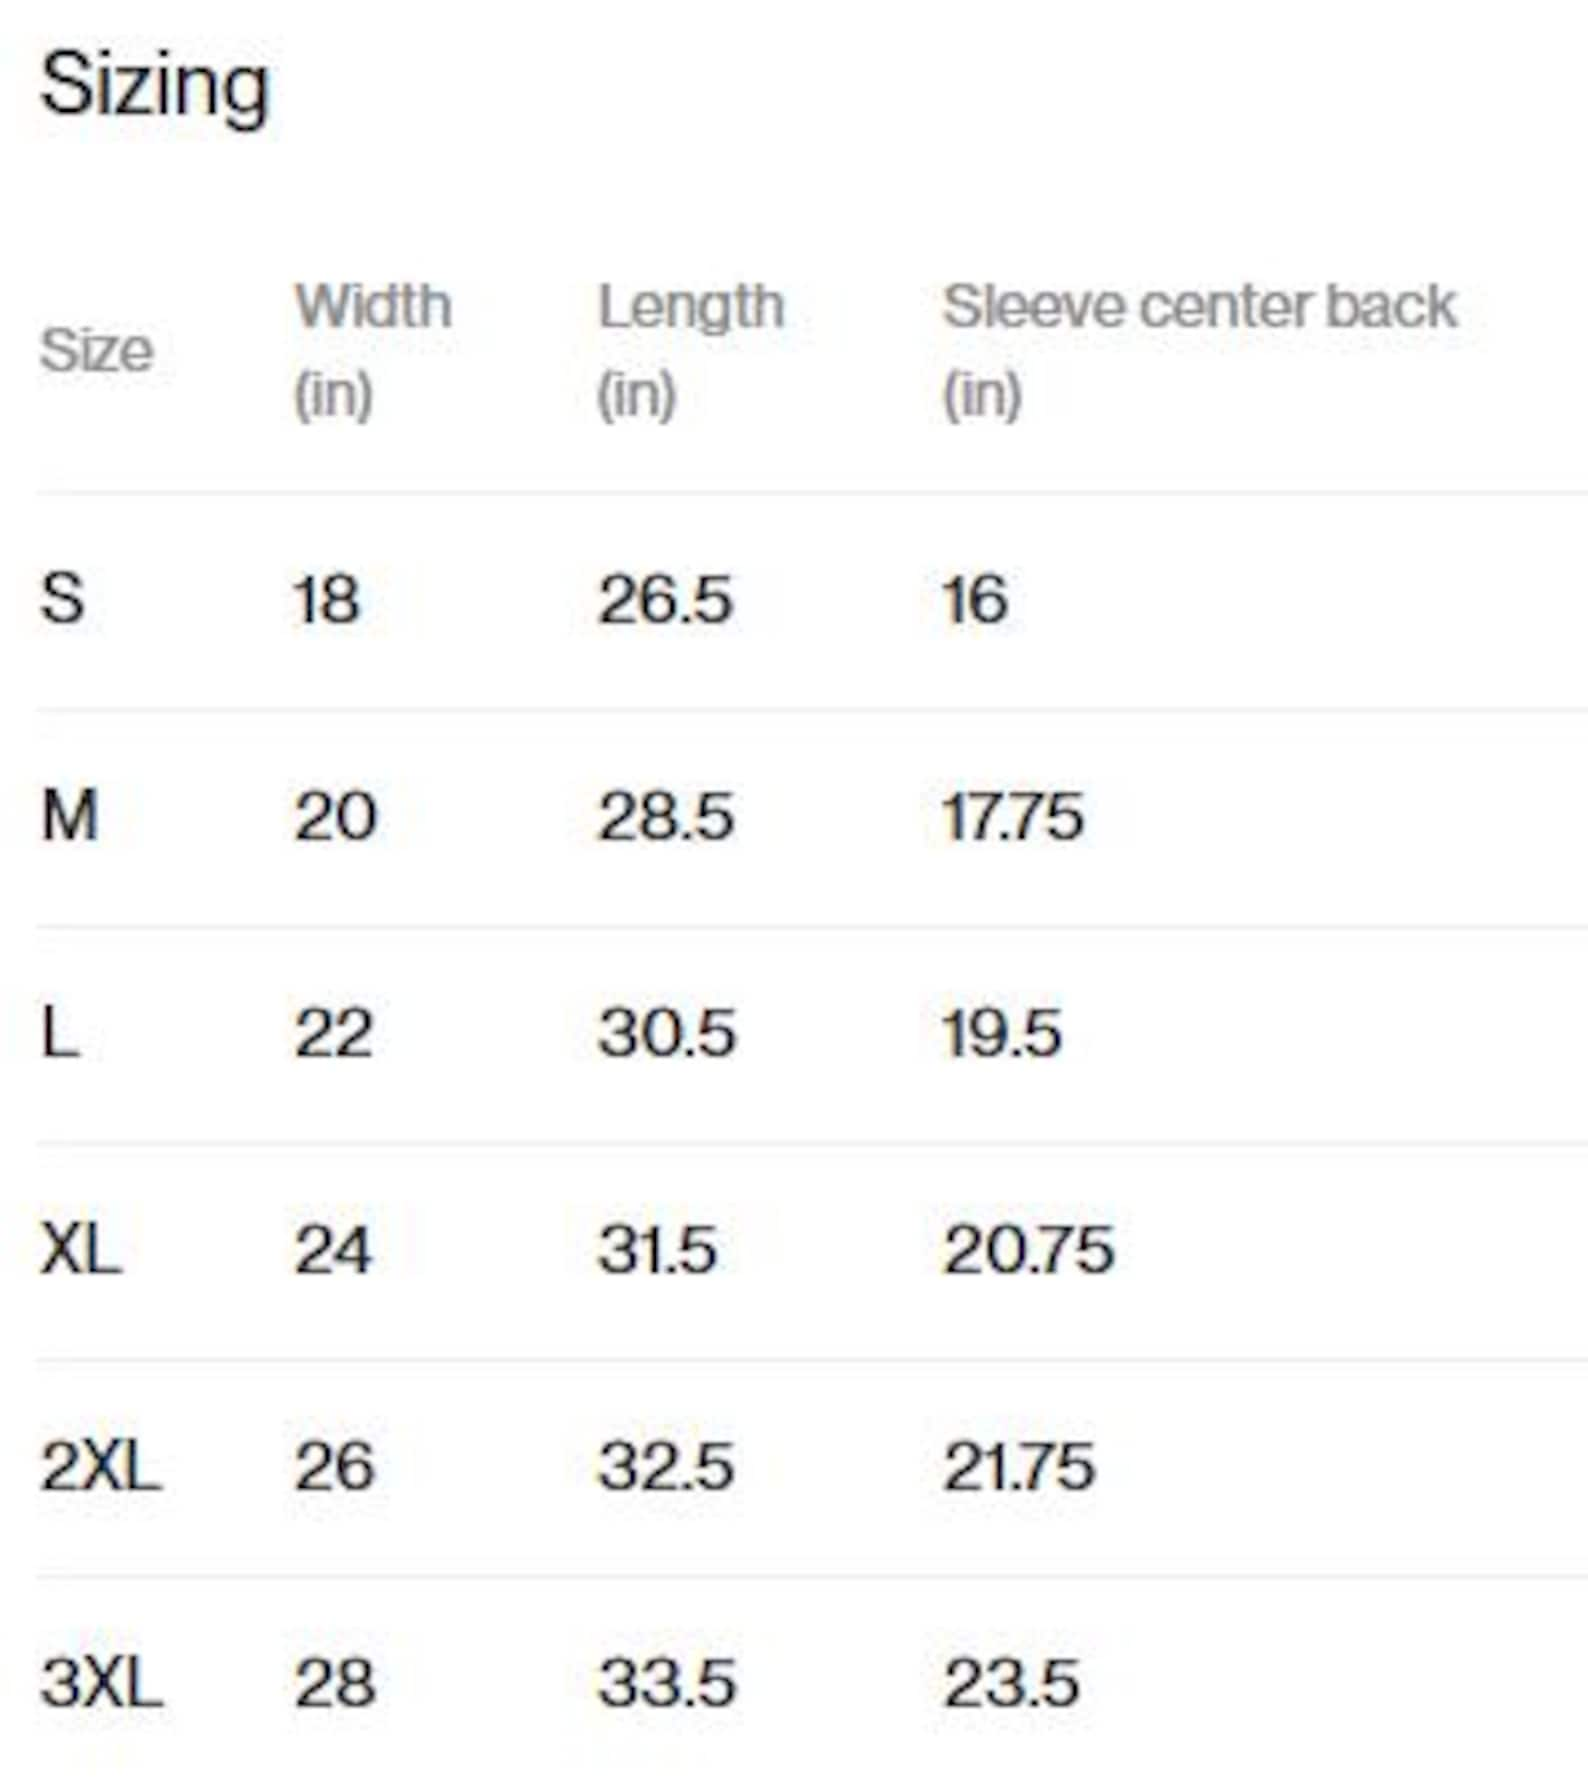 Sizing
Size Width (in) Length (in) Sleeve center back (in)
S 18 26.5 16
M 20 28.5 17.75
L 22 30.5 19.5
XL 24 31.5 20.75
2XL 26 32.5 21.75
3XL 28 33.5 23.5